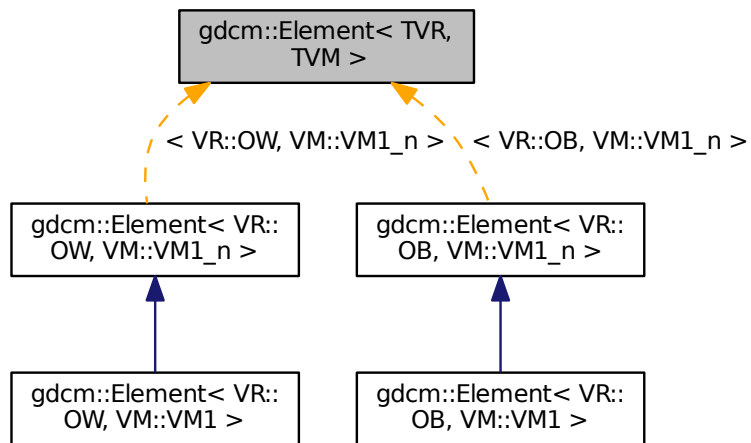 gdcm::Element< TVR,
TVM >
< VR::OW, VM::VM1_n >
< VR::OB, VM::VM1_n >
gdcm::Element< VR::
OW, VM::VM1_n >
gdcm::Element< VR::
OB, VM::VM1_n >
gdcm::Element< VR::
OW, VM::VM1 >
gdcm::Element< VR::
OB, VM::VM1 >